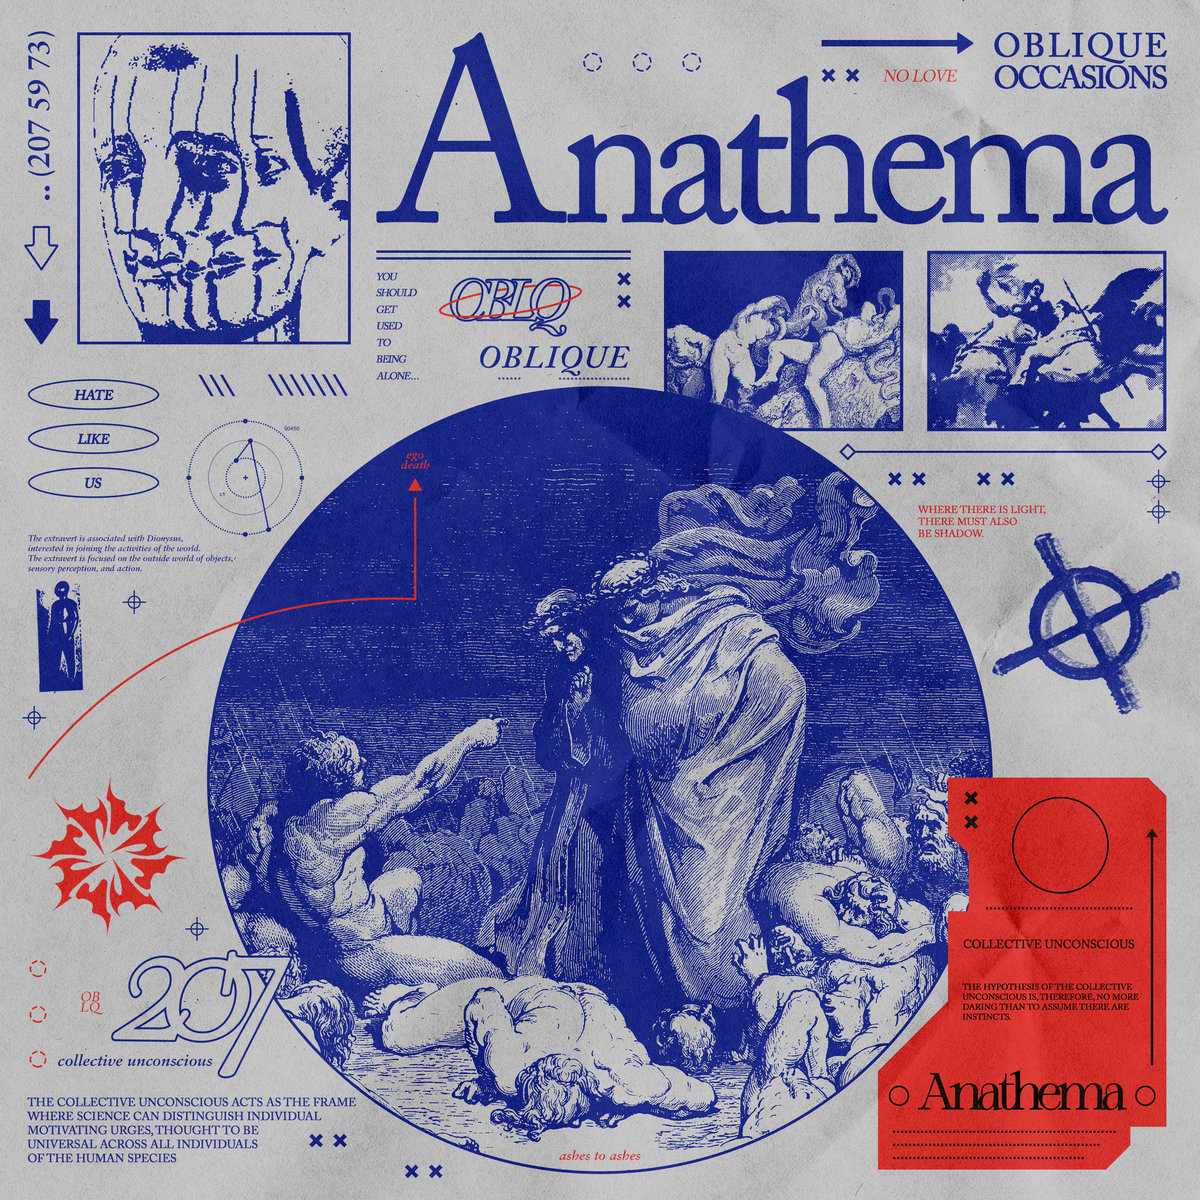 .. (207 59 73)
Anathema
NO LOVE
OBLIQUE
OCCASIONS
YOU
SHOULD
GET
USED
TO
BEING
ALONE...
OBLQ
OBLIQUE
HATE
LIKE
US
00450
ego
death
The extravert is associated with Dionysus,
interested in joining the activities of the world.
The extravert is focused on the outside world of objects,
sensory perception, and action.
WHERE THERE IS LIGHT,
THERE MUST ALSO
BE SHADOW.
COLLECTIVE UNCONSCIOUS
THE HYPOTHESIS OF THE COLLECTIVE
UNCONSCIOUS IS, THEREFORE, NO MORE
DARING THAN TO ASSUME THERE ARE
INSTINCTS.
Anathema
OB
LQ
207
collective unconscious
THE COLLECTIVE UNCONSCIOUS ACTS AS THE FRAME
WHERE SCIENCE CAN DISTINGUISH INDIVIDUAL
MOTIVATING URGES, THOUGHT TO BE
UNIVERSAL ACROSS ALL INDIVIDUALS
OF THE HUMAN SPECIES
ashes to ashes